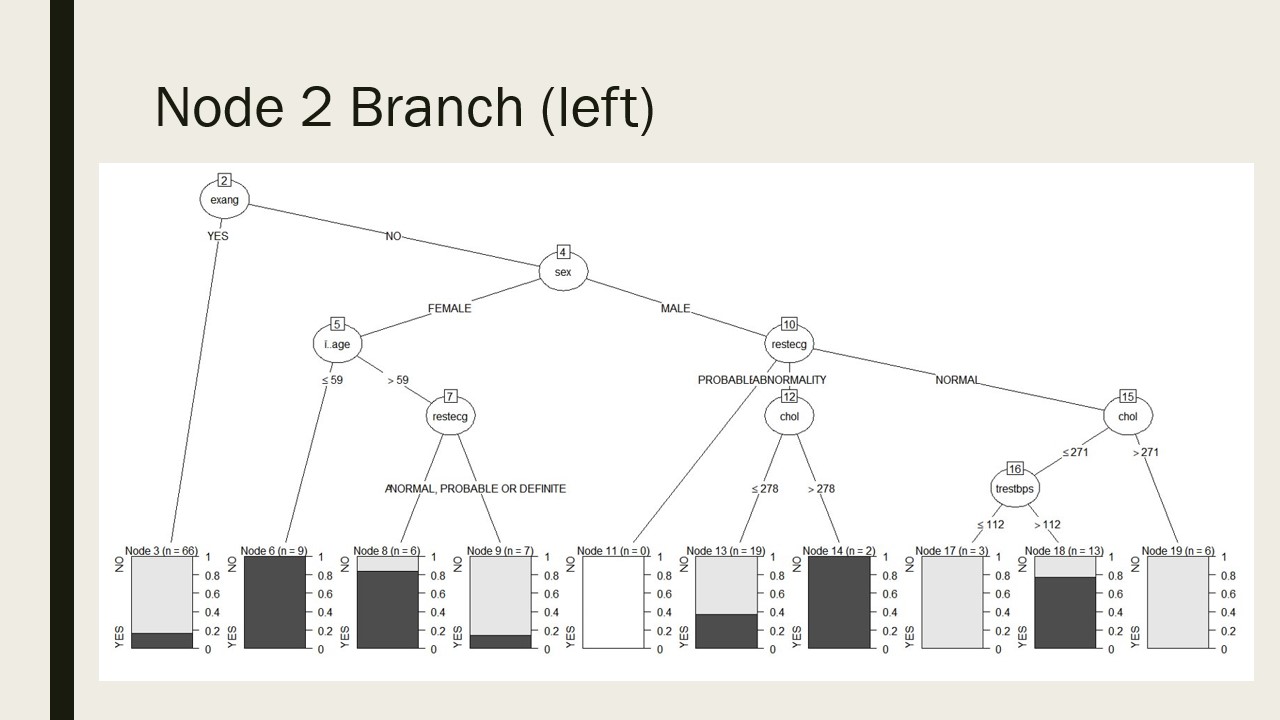 Node 2 Branch (left)
2
exang
YES
NO
4
sex
FEMALE
MALE
5
ï..age
10
restecg
≤ 59
> 59
ABNORMALITY
NORMAL
7
restecg
12
chol
15
chol
≤ 271
> 271
16
trestbps
NORMAL, PROBABLE OR DEFINITE
≤ 278
> 278
≤ 112
> 112
Node 3 (n = 66)
NO
YES
1
0.8
0.6
0.4
0.2
0
Node 6 (n = 9)
NO
YES
1
0.8
0.6
0.4
0.2
0
Node 8 (n = 6)
NO
YES
1
0.8
0.6
0.4
0.2
0
Node 9 (n = 7)
NO
YES
1
0.8
0.6
0.4
0.2
0
Node 11 (n = 0)
NO
YES
1
0.8
0.6
0.4
0.2
0
Node 13 (n = 19)
NO
YES
1
0.8
0.6
0.4
0.2
0
Node 14 (n = 2)
NO
YES
1
0.8
0.6
0.4
0.2
0
Node 17 (n = 3)
NO
YES
1
0.8
0.6
0.4
0.2
0
Node 18 (n = 13)
NO
YES
1
0.8
0.6
0.4
0.2
0
Node 19 (n = 6)
NO
YES
1
0.8
0.6
0.4
0.2
0